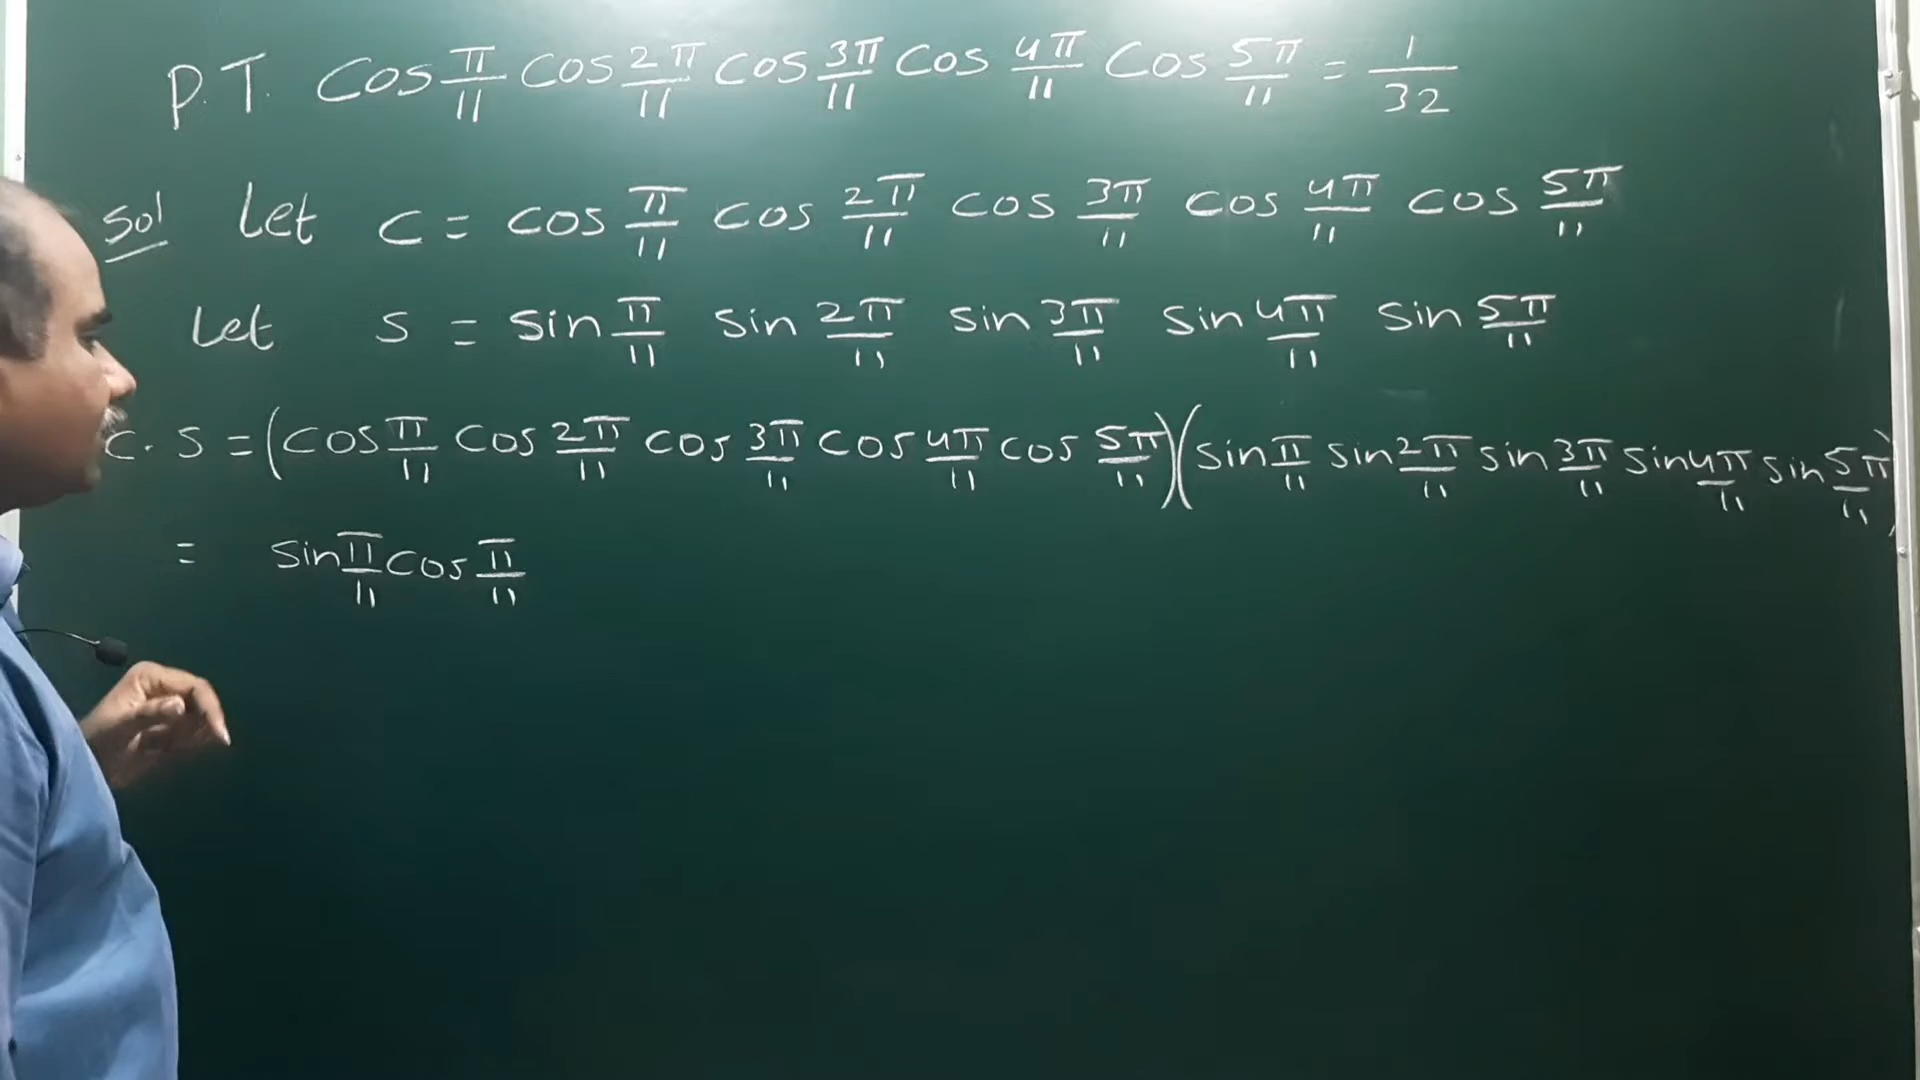 P.T. Cos π/11 Cos 2π/11 Cos 3π/11 Cos 4π/11 Cos 5π/11 = 1/32
Sol Let C = cos π/11 cos 2π/11 cos 3π/11 cos 4π/11 cos 5π/11
Let S = sin π/11 sin 2π/11 sin 3π/11 sin 4π/11 sin 5π/11
C. S = (cos π/11 cos 2π/11 cos 3π/11 cos 4π/11 cos 5π/11)(sin π/11 sin 2π/11 sin 3π/11 sin 4π/11 sin 5π/11)
= sin π/11 cos π/11